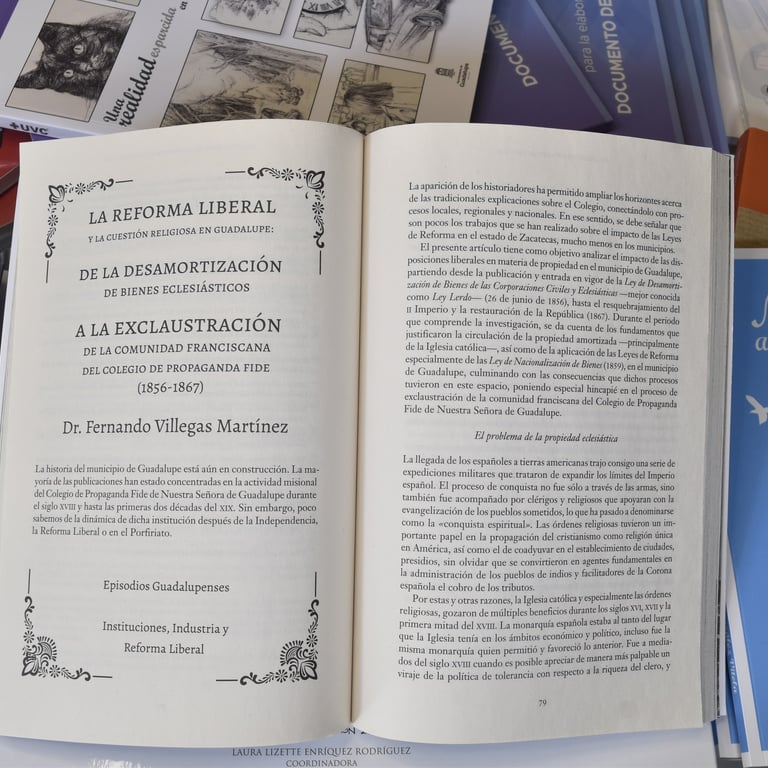 Una
realidad esparcida
en
+UVC
Guadalupe
DOCUMEN
para la elabor
DOCUMENTO DE
LA REFORMA LIBERAL
Y LA CUESTIÓN RELIGIOSA EN GUADALUPE:
DE LA DESAMORTIZACIÓN
DE BIENES ECLESIÁSTICOS
A LA EXCLAUSTRACIÓN
DE LA COMUNIDAD FRANCISCANA
DEL COLEGIO DE PROPAGANDA FIDE
(1856-1867)
Dr. Fernando Villegas Martínez
La historia del municipio de Guadalupe está aún en construcción. La ma-
yoría de las publicaciones han estado concentradas en la actividad misional
del Colegio de Propaganda Fide de Nuestra Señora de Guadalupe durante
el siglo XVIII y hasta las primeras dos décadas del XIX. Sin embargo, poco
sabemos de la dinámica de dicha institución después de la Independencia,
la Reforma Liberal o en el Porfiriato.
Episodios Guadalupenses
Instituciones, Industria y
Reforma Liberal
La aparición de los historiadores ha permitido ampliar los horizontes acerca
de las tradicionales explicaciones sobre el Colegio, conectándolo con pro-
cesos locales, regionales y nacionales. En ese sentido, se debe señalar que
son pocos los trabajos que se han realizado sobre el impacto de las Leyes
de Reforma en el estado de Zacatecas, mucho menos en los municipios.
El presente artículo tiene como objetivo analizar el impacto de las dis-
posiciones liberales en materia de propiedad en el municipio de Guadalupe,
partiendo desde la publicación y entrada en vigor de la Ley de Desamorti-
zación de Bienes de las Corporaciones Civiles y Eclesiásticas —mejor conocida
como Ley Lerdo— (26 de junio de 1856), hasta el resquebrajamiento del
II Imperio y la restauración de la República (1867). Durante el periodo
que comprende la investigación, se da cuenta de los fundamentos que
justificaron la circulación de la propiedad amortizada —principalmente
de la Iglesia católica—, así como de la aplicación de las Leyes de Reforma
especialmente de las Ley de Nacionalización de Bienes (1859), en el municipio
de Guadalupe, culminando con las consecuencias que dichos procesos
tuvieron en este espacio, poniendo especial hincapié en el proceso de
exclaustración de la comunidad franciscana del Colegio de Propaganda
Fide de Nuestra Señora de Guadalupe.
El problema de la propiedad eclesiástica
La llegada de los españoles a tierras americanas trajo consigo una serie de
expediciones militares que trataron de expandir los límites del Imperio
español. El proceso de conquista no fue sólo a través de las armas, sino
también fue acompañado por clérigos y religiosos que apoyaran con la
evangelización de los pueblos sometidos, lo que ha pasado a denominarse
como la «conquista espiritual». Las órdenes religiosas tuvieron un im-
portante papel en la propagación del cristianismo como religión única
en América, así como el de coadyuvar en el establecimiento de ciudades,
presidios, sin olvidar que se convirtieron en agentes fundamentales en
la administración de los pueblos de indios y facilitadores de la Corona
española el cobro de los tributos.
Por estas y otras razones, la Iglesia católica y especialmente las órdenes
religiosas, gozaron de múltiples beneficios durante los siglos XVI, XVII y la
primera mitad del XVIII. La monarquía española estaba al tanto del lugar
que la Iglesia tenía en los ámbitos económico y político, incluso fue la
misma monarquía quien permitió y favoreció lo anterior. Fue a media-
dos del siglo XVIII cuando es posible apreciar de manera más palpable un
viraje de la política de tolerancia con respecto a la riqueza del clero, y
79
LAURA LIZETTE ENRÍQUEZ RODRÍGUEZ
COORDINADORA